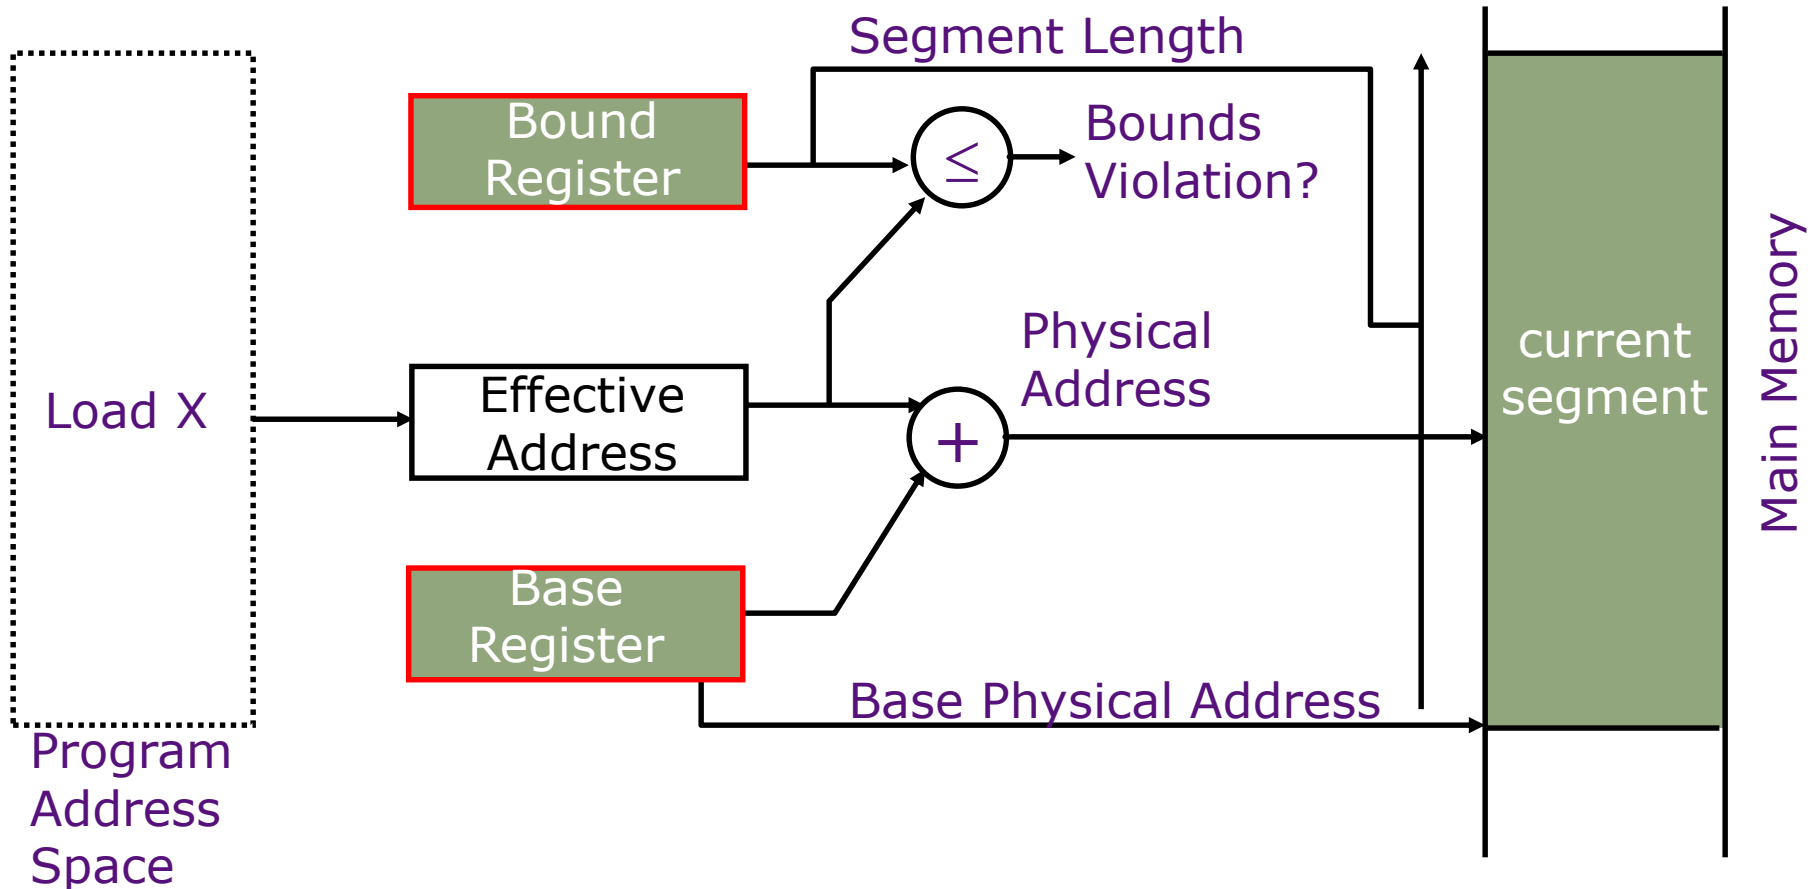 Segment Length
Bound
Register
≤
Bounds
Violation?
Load X
Effective
Address
+
Physical
Address
current
segment
Main Memory
Base
Register
Base Physical Address
Program
Address
Space